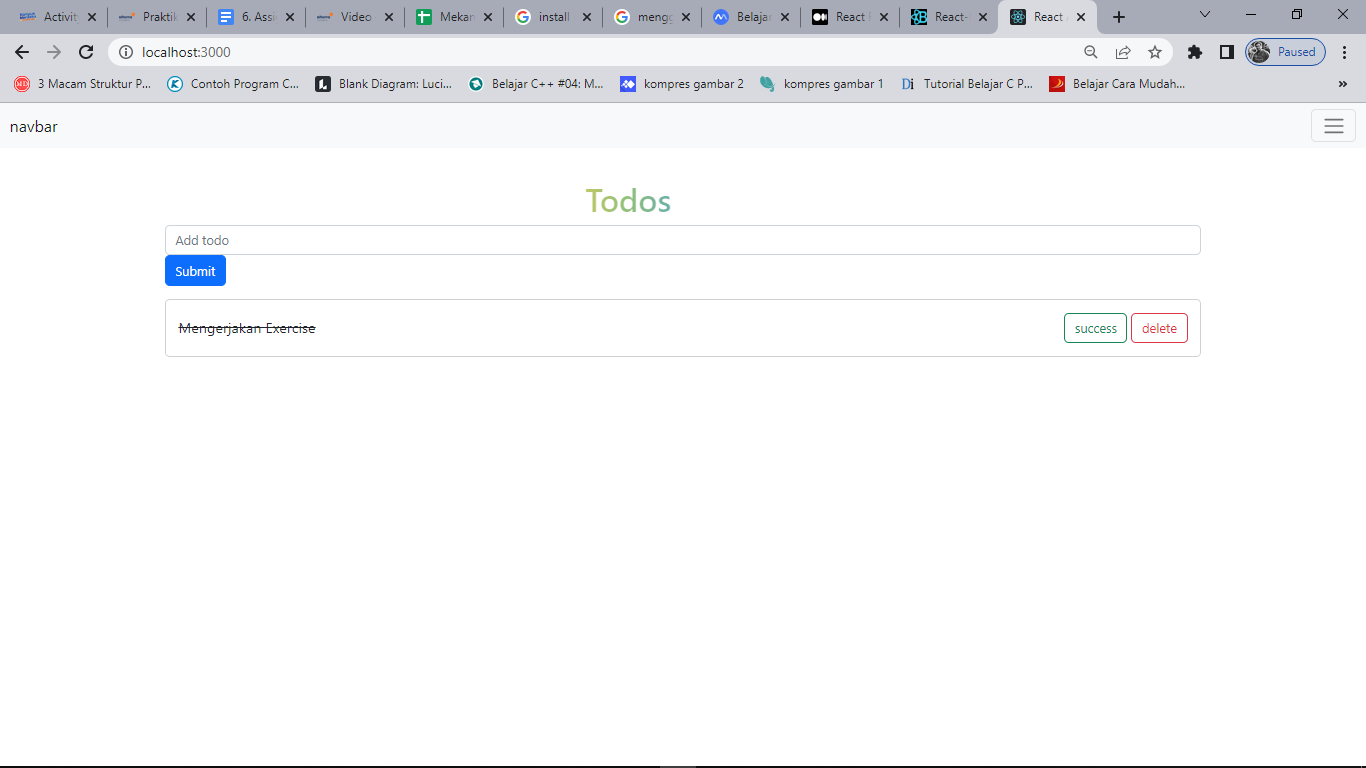 Activity Praktik 6. Assi Video Mekan install mengg Belajar React React- React
localhost:3000 Paused
3 Macam Struktur P... Contoh Program C... Blank Diagram: Luci... Belajar C++ #04: M... kompres gambar 2 kompres gambar 1 Tutorial Belajar C P... Belajar Cara Mudah... »
navbar
Todos
Add todo
Submit
Mengerjakan Exercise success delete